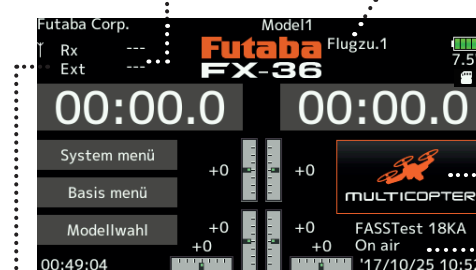 Futaba Corp.
Model1
Rx ---
Ext ---
Futaba
FX-36
Flugzu.1
7.5
00:00.0
00:00.0
System menü
Basis menü
Modellwahl
+0
+0
+0
+0
+0
+0
MULTICOPTER
FASSTest 18KA
On air
00:49:04
'17/10/25 10:5